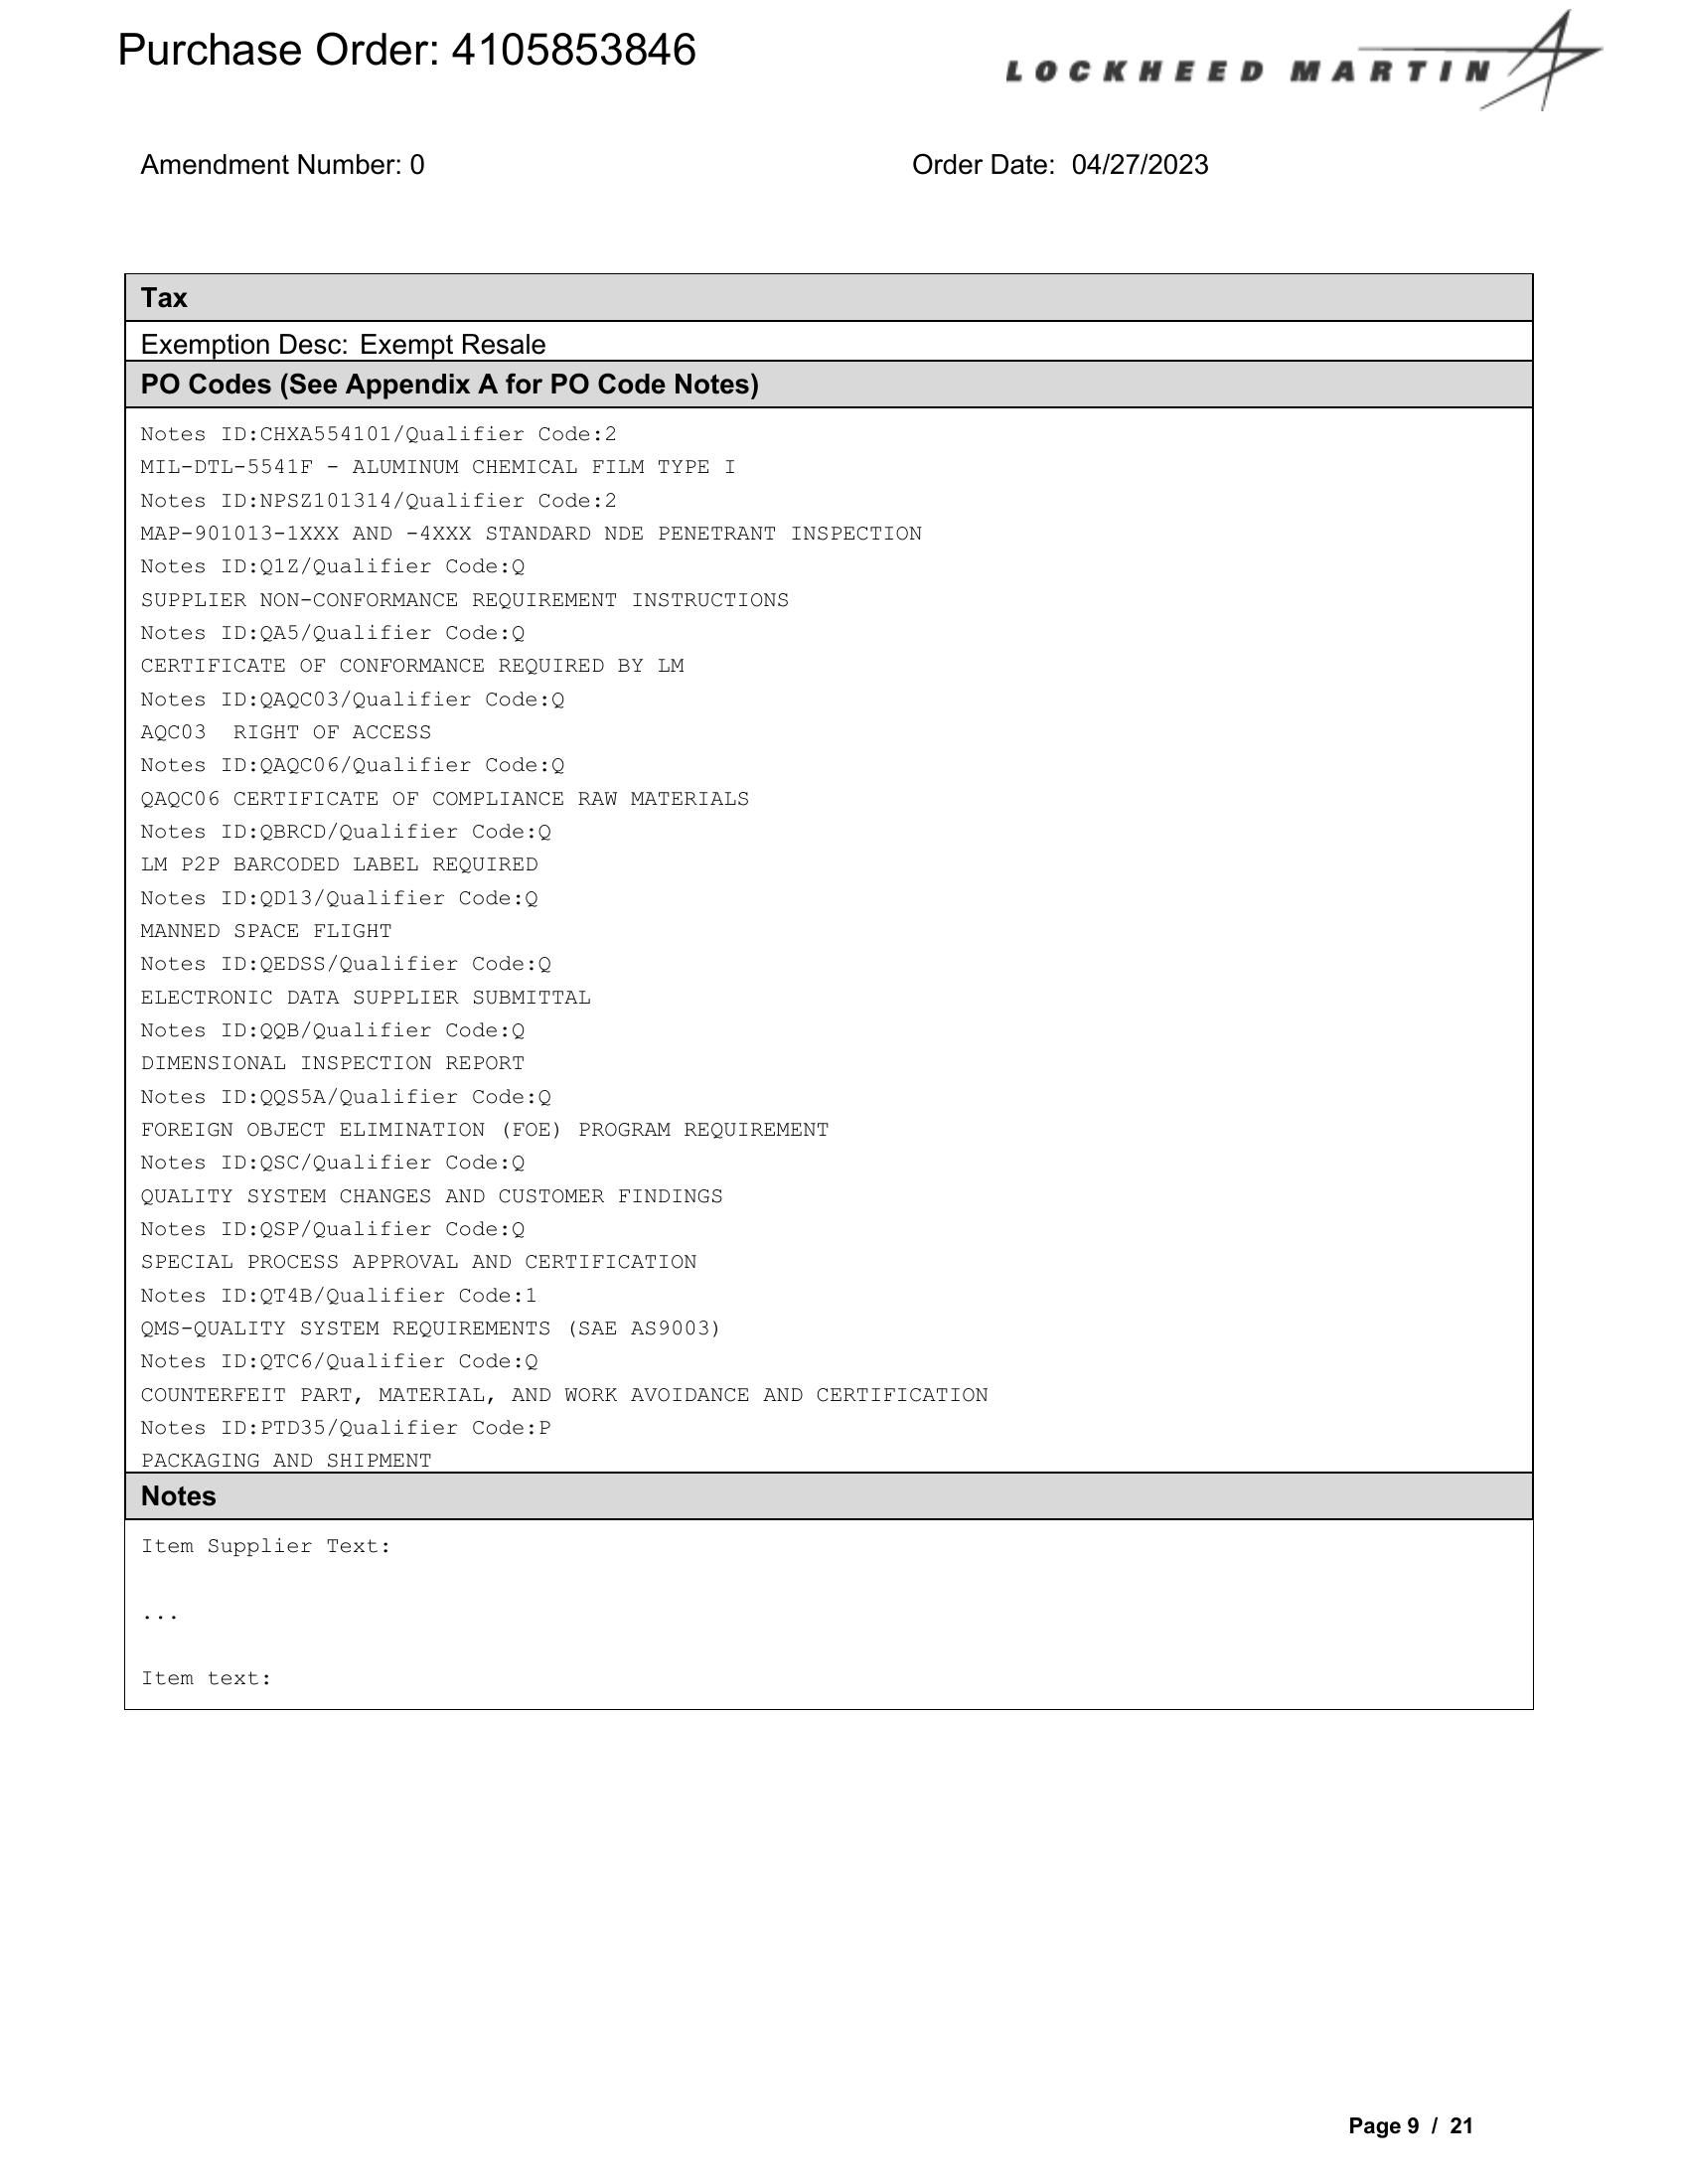 Purchase Order: 4105853846
LOCKHEED MARTIN
Amendment Number: 0 Order Date: 04/27/2023
Tax
Exemption Desc: Exempt Resale
PO Codes (See Appendix A for PO Code Notes)
Notes ID:CHXA554101/Qualifier Code:2
MIL-DTL-5541F - ALUMINUM CHEMICAL FILM TYPE I
Notes ID:NPSZ101314/Qualifier Code:2
MAP-901013-1XXX AND -4XXX STANDARD NDE PENETRANT INSPECTION
Notes ID:Q1Z/Qualifier Code:Q
SUPPLIER NON-CONFORMANCE REQUIREMENT INSTRUCTIONS
Notes ID:QA5/Qualifier Code:Q
CERTIFICATE OF CONFORMANCE REQUIRED BY LM
Notes ID:QAQC03/Qualifier Code:Q
AQC03  RIGHT OF ACCESS
Notes ID:QAQC06/Qualifier Code:Q
QAQC06 CERTIFICATE OF COMPLIANCE RAW MATERIALS
Notes ID:QBRCD/Qualifier Code:Q
LM P2P BARCODED LABEL REQUIRED
Notes ID:QD13/Qualifier Code:Q
MANNED SPACE FLIGHT
Notes ID:QEDSS/Qualifier Code:Q
ELECTRONIC DATA SUPPLIER SUBMITTAL
Notes ID:QQB/Qualifier Code:Q
DIMENSIONAL INSPECTION REPORT
Notes ID:QQS5A/Qualifier Code:Q
FOREIGN OBJECT ELIMINATION (FOE) PROGRAM REQUIREMENT
Notes ID:QSC/Qualifier Code:Q
QUALITY SYSTEM CHANGES AND CUSTOMER FINDINGS
Notes ID:QSP/Qualifier Code:Q
SPECIAL PROCESS APPROVAL AND CERTIFICATION
Notes ID:QT4B/Qualifier Code:1
QMS-QUALITY SYSTEM REQUIREMENTS (SAE AS9003)
Notes ID:QTC6/Qualifier Code:Q
COUNTERFEIT PART, MATERIAL, AND WORK AVOIDANCE AND CERTIFICATION
Notes ID:PTD35/Qualifier Code:P
PACKAGING AND SHIPMENT
Notes
Item Supplier Text:
...
Item text:
Page 9 / 21